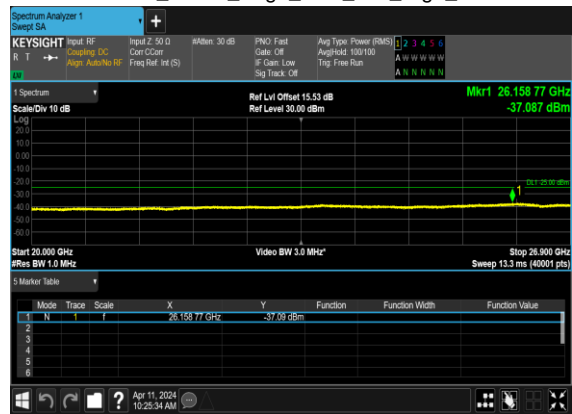 Spectrum Analyzer 1
Swept SA
KEYSIGHT
R T
LV
Input: RF
Coupling: DC
Align: Auto/No RF
Input Z: 50 Ω
Corr CCorr
Freq Ref: Int (S)
#Atten: 30 dB
PNO: Fast
Gate: Off
IF Gain: Low
Sig Track: Off
Avg Type: Power (RMS)
Avg|Hold: 100/100
Trig: Free Run
1 2 3 4 5 6
A W W W W W
A N N N N N
1 Spectrum
Scale/Div 10 dB
Ref Lvl Offset 15.53 dB
Ref Level 30.00 dBm
Mkr1 26.158 77 GHz
-37.087 dBm
Log
20.0
10.0
0.00
-10.0
-20.0
-30.0
-40.0
-50.0
-60.0
DL1 -25.00 dBm
1
Start 20.000 GHz
#Res BW 1.0 MHz
Video BW 3.0 MHz*
Stop 26.900 GHz
Sweep 13.3 ms (40001 pts)
5 Marker Table
Mode Trace Scale X Y Function Function Width Function Value
1 N 1 f 26.158 77 GHz -37.09 dBm
2
3
4
5
6
?
Apr 11, 2024
10:25:34 AM